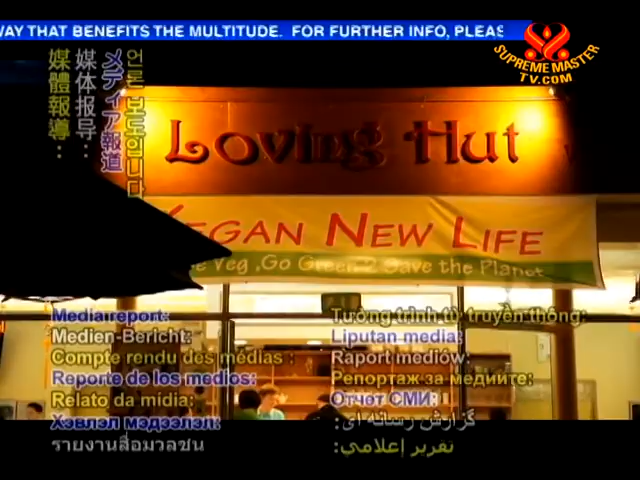 WAY THAT BENEFITS THE MULTITUDE. FOR FURTHER INFO, PLEAS
SUPREME MASTER
TV.COM
媒體報導：
媒体报导：
メディア報道
언론 보도입니다
Loving Hut
VEGAN NEW LIFE
e Veg, Go Green 2 Save the Planet
Media report:
Medien-Bericht:
Compte rendu des médias :
Reporte de los medios:
Relato da mídia:
Хэвлэл мэдээлэл:
รายงานสื่อมวลชน
Tường trình từ truyền thông:
Liputan media:
Raport mediów:
Репортаж за медиите:
Отчет СМИ:
گزارش رسانه ای:
تقرير إعلامي: